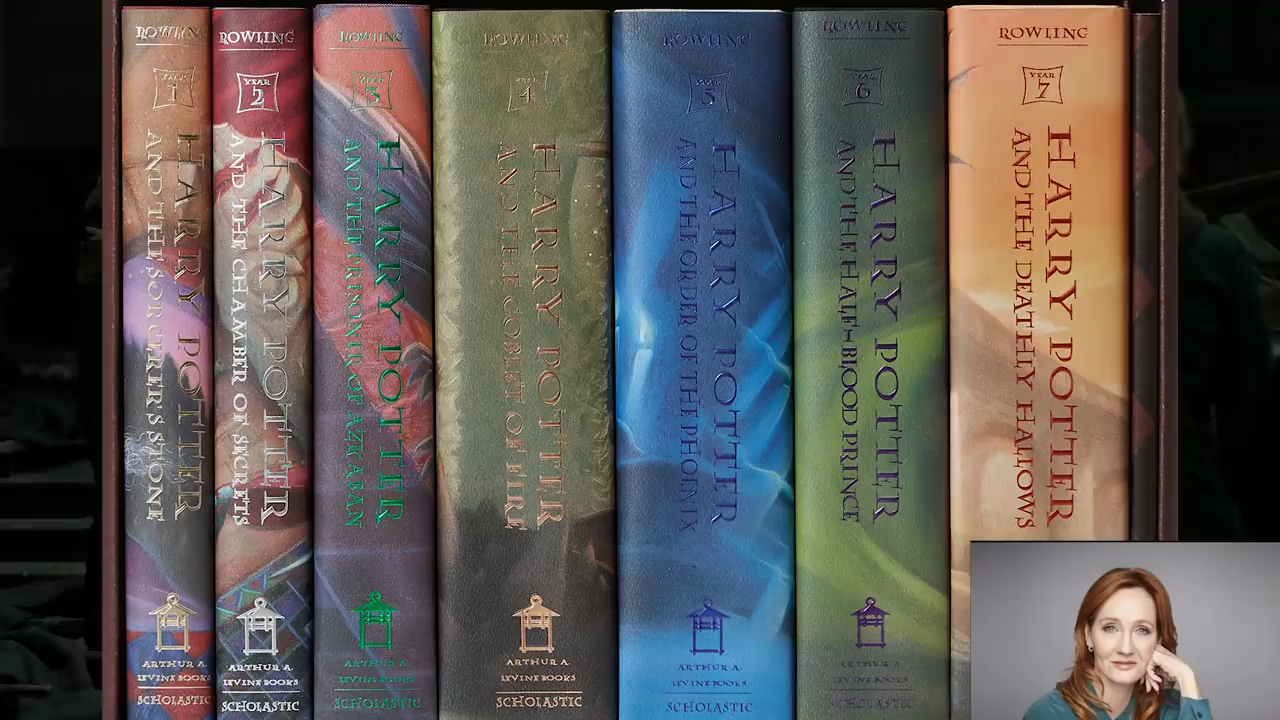 ROWLING
YEAR
1
HARRY POTTER
AND THE SORCERER'S STONE
ARTHUR A.
LEVINE BOOKS
SCHOLASTIC
ROWLING
YEAR
2
HARRY POTTER
AND THE CHAMBER OF SECRETS
ARTHUR A.
LEVINE BOOKS
SCHOLASTIC
ROWLING
YEAR
3
HARRY POTTER
AND THE PRISONER OF AZKABAN
ARTHUR A.
LEVINE BOOKS
SCHOLASTIC
ROWLING
YEAR
4
HARRY POTTER
AND THE GOBLET OF FIRE
ARTHUR A.
LEVINE BOOKS
SCHOLASTIC
ROWLING
YEAR
5
HARRY POTTER
AND THE ORDER OF THE PHOENIX
ARTHUR A.
LEVINE BOOKS
SCHOLASTIC
ROWLING
YEAR
6
HARRY POTTER
AND THE HALF-BLOOD PRINCE
ARTHUR A.
LEVINE BOOKS
SCHOLASTIC
ROWLING
YEAR
7
HARRY POTTER
AND THE DEATHLY HALLOWS